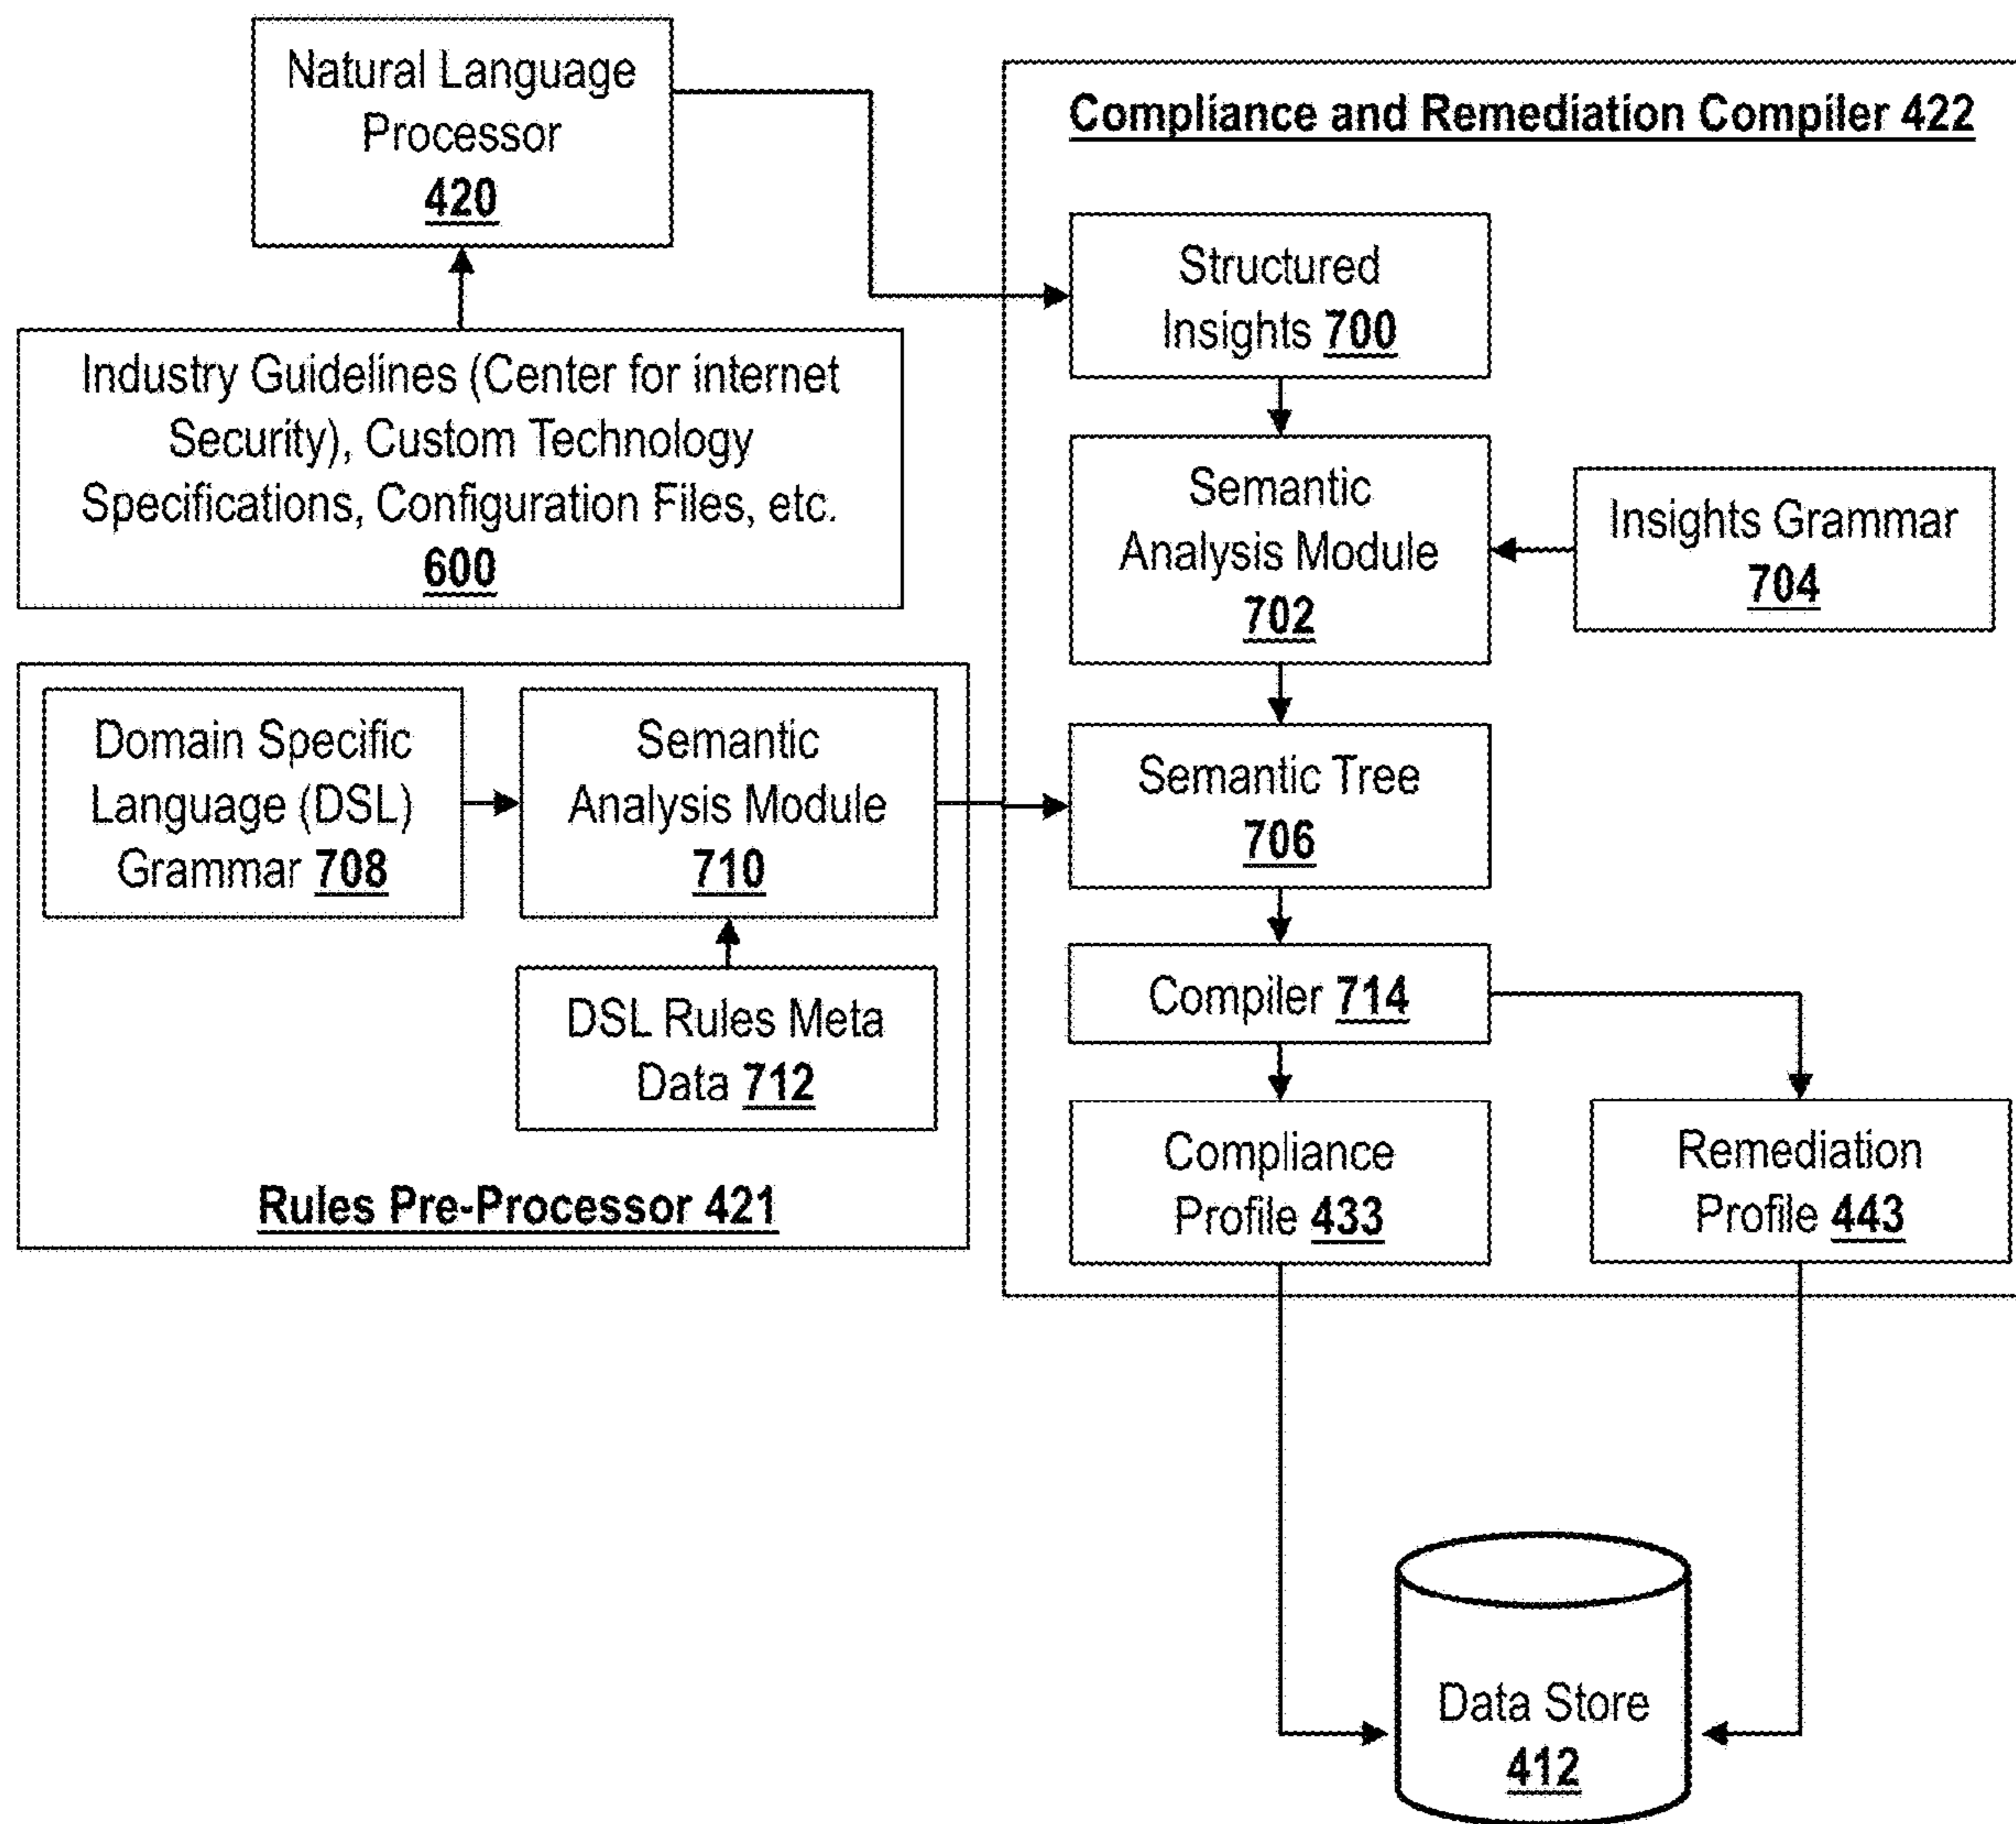 Natural Language
Processor
420
Compliance and Remediation Compiler 422
Structured
Insights 700
Industry Guidelines (Center for internet
Security), Custom Technology
Specifications, Configuration Files, etc.
600
Semantic
Analysis Module
702
Insights Grammar
704
Domain Specific
Language (DSL)
Grammar 708
Semantic
Analysis Module
710
Semantic Tree
706
DSL Rules Meta
Data 712
Compiler 714
Rules Pre-Processor 421
Compliance
Profile 433
Remediation
Profile 443
Data Store
412